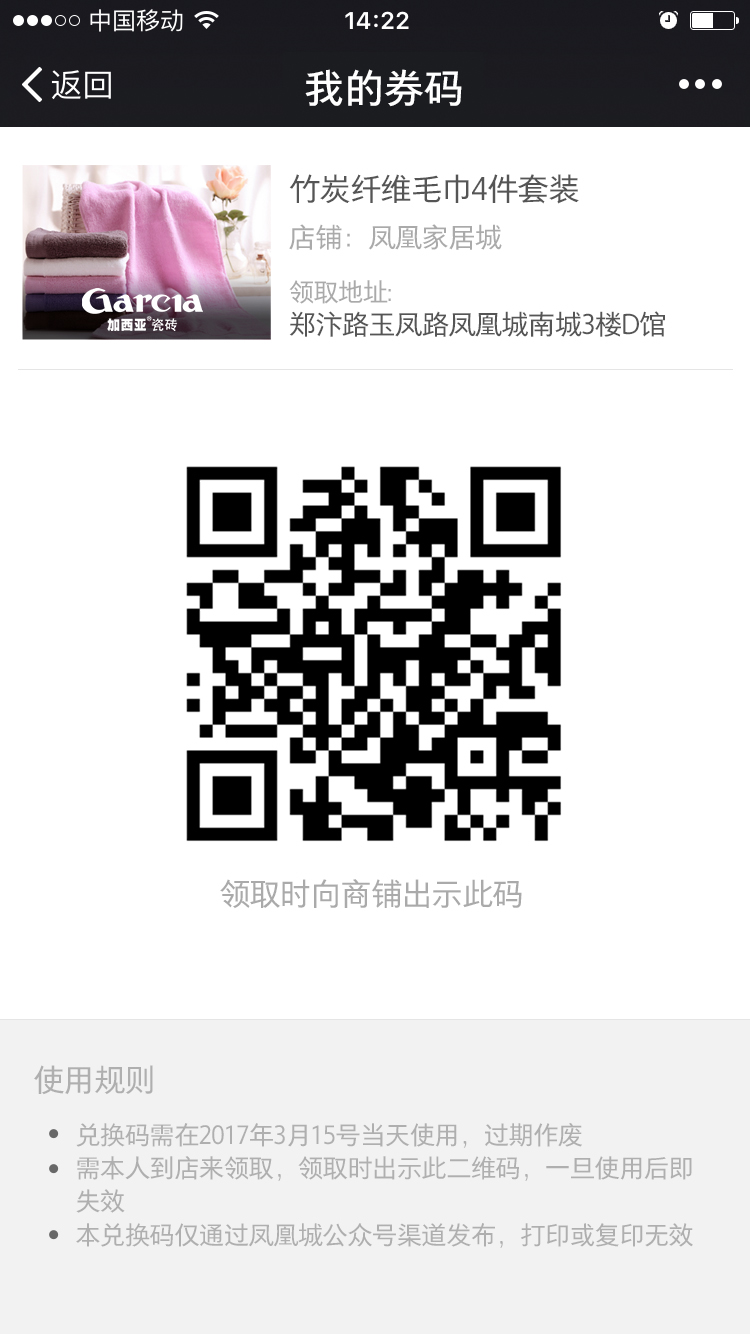 中国移动
14:22
返回
我的券码
竹炭纤维毛巾4件套装
店铺：凤凰家居城
领取地址:
郑汴路玉凤路凤凰城南城3楼D馆
Garcia
加西亚®瓷砖
领取时向商铺出示此码
使用规则
兑换码需在2017年3月15号当天使用，过期作废
需本人到店来领取，领取时出示此二维码，一旦使用后即
失效
本兑换码仅通过凤凰城公众号渠道发布，打印或复印无效